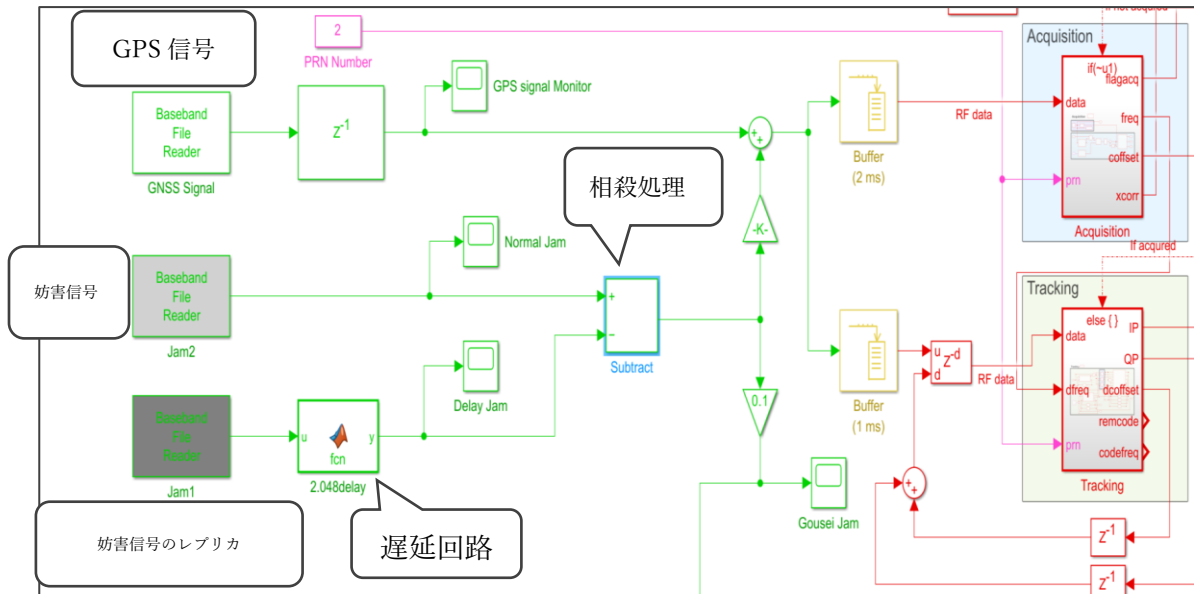 GPS 信号
2
PRN Number
Baseband
File
Reader
GNSS Signal
Z-1
GPS signal Monitor
相殺処理
妨害信号
Baseband
File
Reader
Jam2
Normal Jam
+
−
Subtract
Baseband
File
Reader
Jam1
u
y
fcn
2.048delay
Delay Jam
妨害信号のレプリカ
遅延回路
+
+
-K-
0.1
Gousei Jam
Buffer
(2 ms)
RF data
Buffer
(1 ms)
u
d
Z-d
RF data
+
+
If not acquired
Acquisition
if(~u1)
flagacq
data
freq
coffset
prn
xcorr
Acquisition
If acqured
Tracking
else { }
IP
data
QP
dfreq
dcoffset
remcode
prn
codefreq
Tracking
Z-1
Z-1